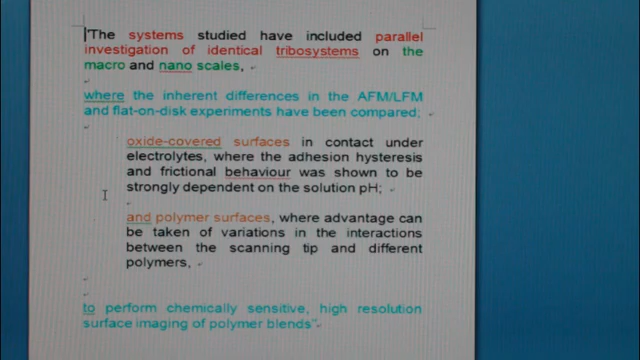 "The systems studied have included parallel
investigation of identical tribosystems on the
macro and nano scales,
where the inherent differences in the AFM/LFM
and flat-on-disk experiments have been compared;
oxide-covered surfaces in contact under
electrolytes, where the adhesion hysteresis
and frictional behaviour was shown to be
strongly dependent on the solution pH;
and polymer surfaces, where advantage can
be taken of variations in the interactions
between the scanning tip and different
polymers,
to perform chemically sensitive, high resolution
surface imaging of polymer blends"